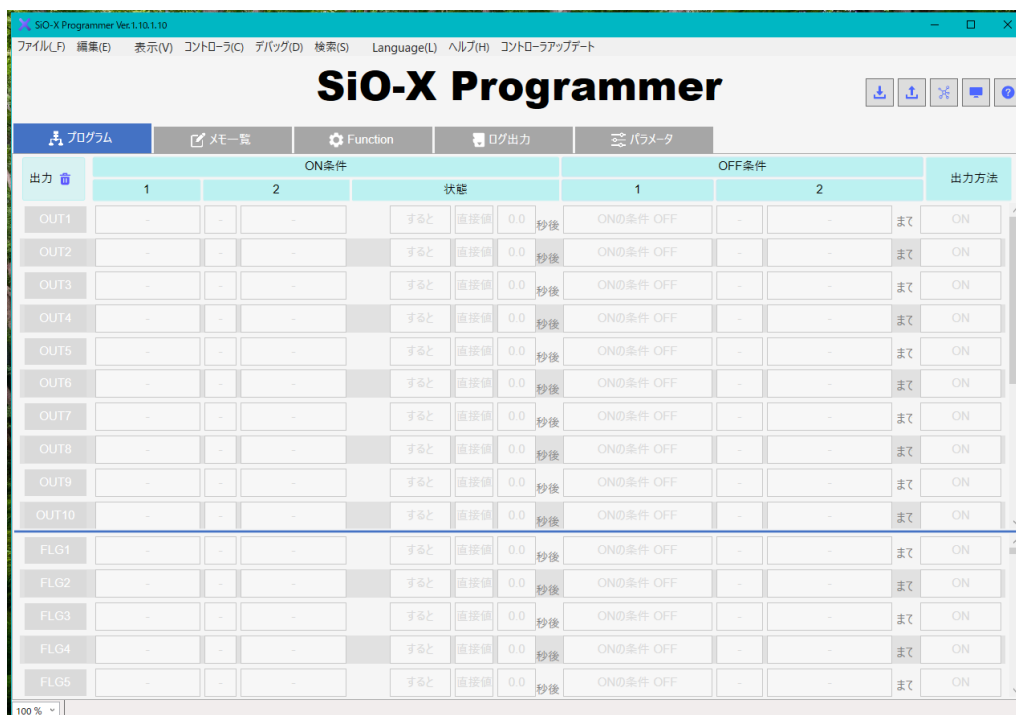 SiO-X Programmer Ver.1.10.1.10
ファイル(_F) 編集(E) 表示(V) コントローラ(C) デバッグ(D) 検索(S) Language(L) ヘルプ(H) コントローラアップデート
SiO-X Programmer
プログラム メモ一覧 Function ログ出力 パラメータ
出力 ON条件 OFF条件 出力方法
1 2 状態 1 2
OUT1 - - - すると 直接値 0.0 秒後 ONの条件 OFF - - まで ON
OUT2 - - - すると 直接値 0.0 秒後 ONの条件 OFF - - まで ON
OUT3 - - - すると 直接値 0.0 秒後 ONの条件 OFF - - まで ON
OUT4 - - - すると 直接値 0.0 秒後 ONの条件 OFF - - まで ON
OUT5 - - - すると 直接値 0.0 秒後 ONの条件 OFF - - まで ON
OUT6 - - - すると 直接値 0.0 秒後 ONの条件 OFF - - まで ON
OUT7 - - - すると 直接値 0.0 秒後 ONの条件 OFF - - まで ON
OUT8 - - - すると 直接値 0.0 秒後 ONの条件 OFF - - まで ON
OUT9 - - - すると 直接値 0.0 秒後 ONの条件 OFF - - まで ON
OUT10 - - - すると 直接値 0.0 秒後 ONの条件 OFF - - まで ON
FLG1 - - - すると 直接値 0.0 秒後 ONの条件 OFF - - まで ON
FLG2 - - - すると 直接値 0.0 秒後 ONの条件 OFF - - まで ON
FLG3 - - - すると 直接値 0.0 秒後 ONの条件 OFF - - まで ON
FLG4 - - - すると 直接値 0.0 秒後 ONの条件 OFF - - まで ON
FLG5 - - - すると 直接値 0.0 秒後 ONの条件 OFF - - まで ON
100 %